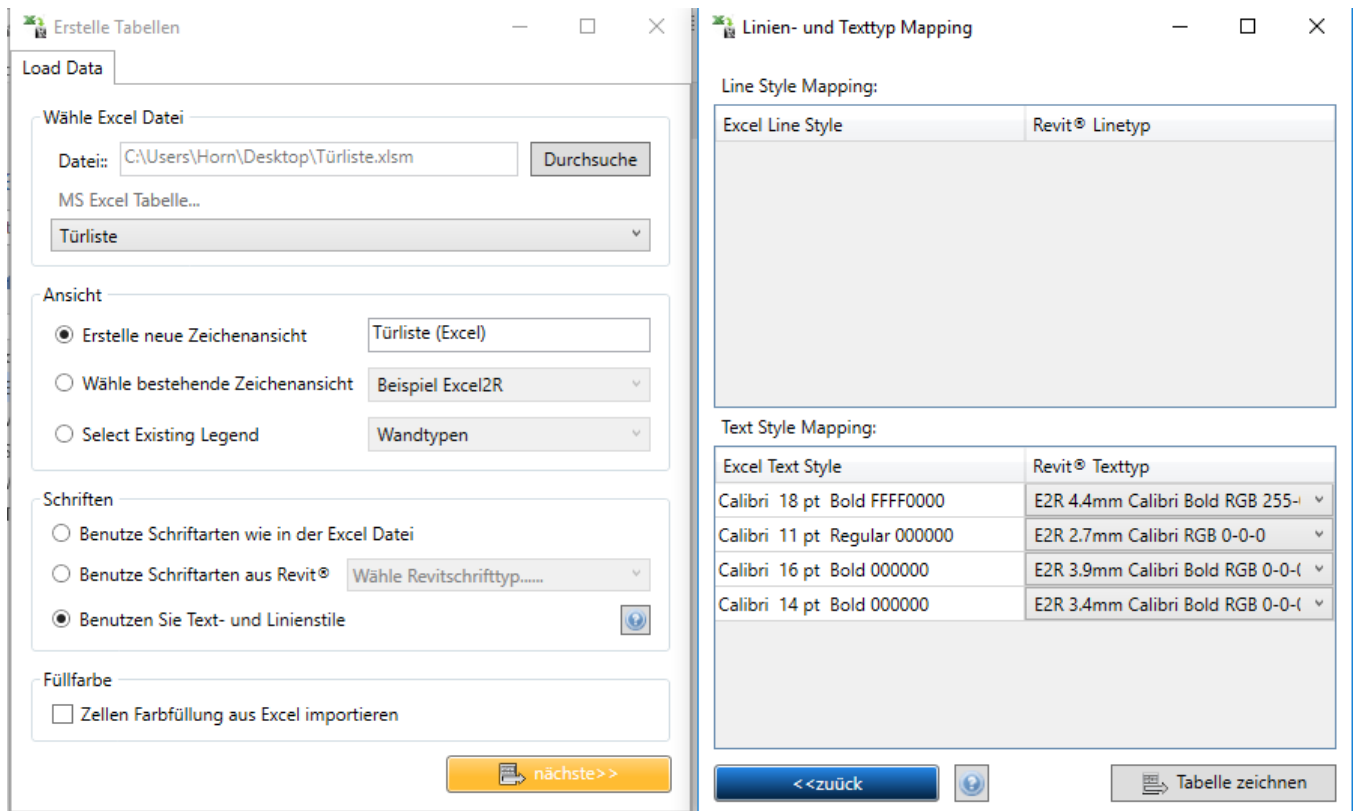 Erstelle Tabellen
Load Data
Wähle Excel Datei
Datei:: C:\Users\Horn\Desktop\Türliste.xlsm Durchsuche
MS Excel Tabelle...
Türliste
Ansicht
Erstelle neue Zeichenansicht Türliste (Excel)
Wähle bestehende Zeichenansicht Beispiel Excel2R
Select Existing Legend Wandtypen
Schriften
Benutze Schriftarten wie in der Excel Datei
Benutze Schriftarten aus Revit® Wähle Revitschrifttyp......
Benutzen Sie Text- und Linienstile
Füllfarbe
Zellen Farbfüllung aus Excel importieren
nächste>>
Linien- und Texttyp Mapping
Line Style Mapping:
Excel Line Style Revit® Linetyp
Text Style Mapping:
Excel Text Style Revit® Texttyp
Calibri 18 pt Bold FFFF0000 E2R 4.4mm Calibri Bold RGB 255-
Calibri 11 pt Regular 000000 E2R 2.7mm Calibri RGB 0-0-0
Calibri 16 pt Bold 000000 E2R 3.9mm Calibri Bold RGB 0-0-
Calibri 14 pt Bold 000000 E2R 3.4mm Calibri Bold RGB 0-0-
<<zuück Tabelle zeichnen